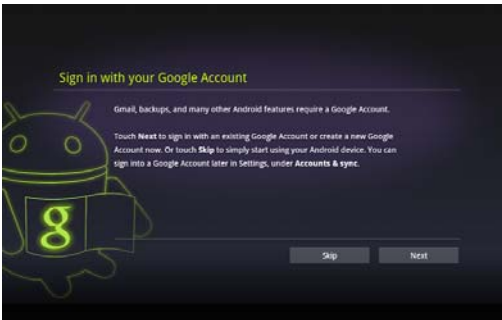 Sign in with your Google Account
Gmail, backups, and many other Android features require a Google Account.
Touch Next to sign in with an existing Google Account or create a new Google
Account now. Or touch Skip to simply start using your Android device. You can
sign into a Google Account later in Settings, under Accounts & sync.
g
Skip
Next